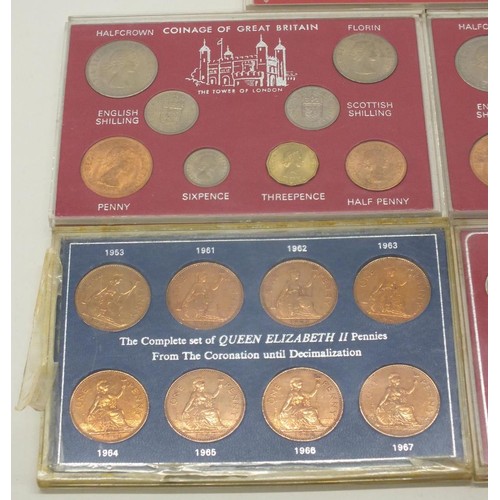 COINAGE OF GREAT BRITAIN
HALFCROWN
FLORIN
THE TOWER OF LONDON
ENGLISH
SHILLING
SCOTTISH
SHILLING
PENNY
SIXPENCE
THREEPENCE
HALF PENNY
HALFCROWN
1953
1961
1962
1963
The Complete set of QUEEN ELIZABETH II Pennies
From The Coronation until Decimalization
1964
1965
1966
1967